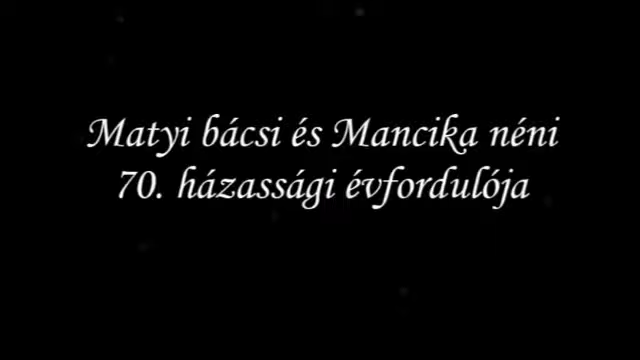 Matyi bácsi és Mancika néni
70. házassági évfordulója